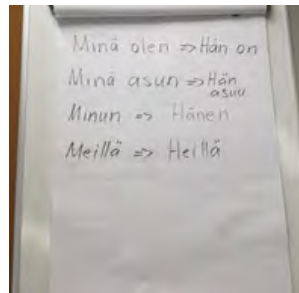 Minä olen => Hän on
Minä asun => Hän
asuu
Minun => Hänen
Meillä => Heillä